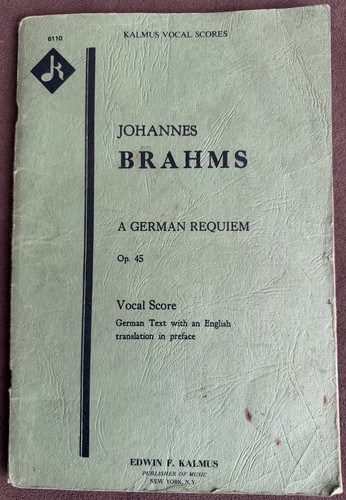 6110
KALMUS VOCAL SCORES
JOHANNES
BRAHMS
A GERMAN REQUIEM
Op. 45
Vocal Score
German Text with an English
translation in preface
EDWIN F. KALMUS
PUBLISHER OF MUSIC
NEW YORK, N.Y.